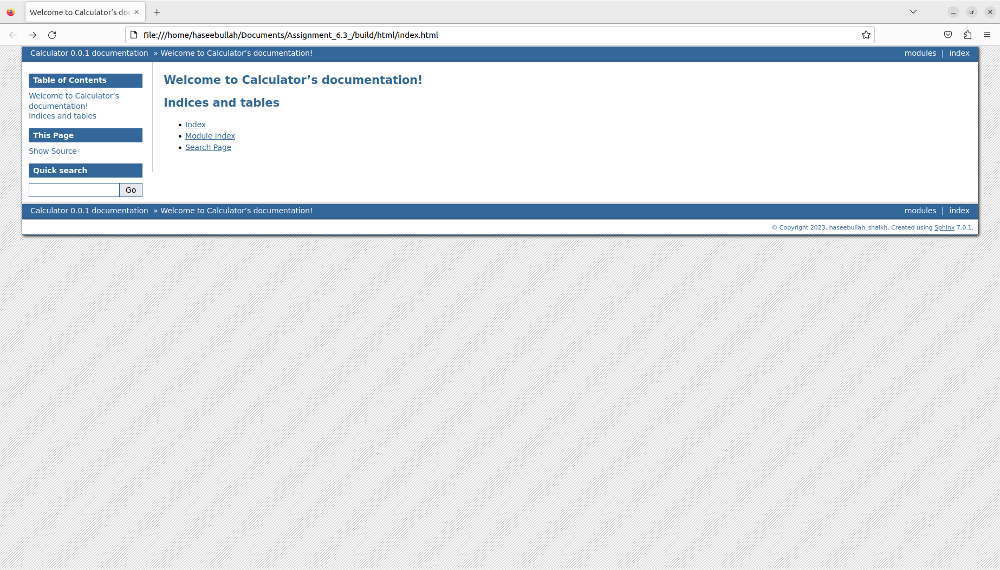 Welcome to Calculator’s doc
file:///home/haseebullah/Documents/Assignment_6.3_/build/html/index.html
Calculator 0.0.1 documentation » Welcome to Calculator’s documentation! modules | index
Table of Contents
Welcome to Calculator’s
documentation!
Indices and tables
This Page
Show Source
Quick search
Go
Welcome to Calculator’s documentation!
Indices and tables
• Index
• Module Index
• Search Page
Calculator 0.0.1 documentation » Welcome to Calculator’s documentation! modules | index
© Copyright 2023, haseebullah_shaikh. Created using Sphinx 7.0.1.